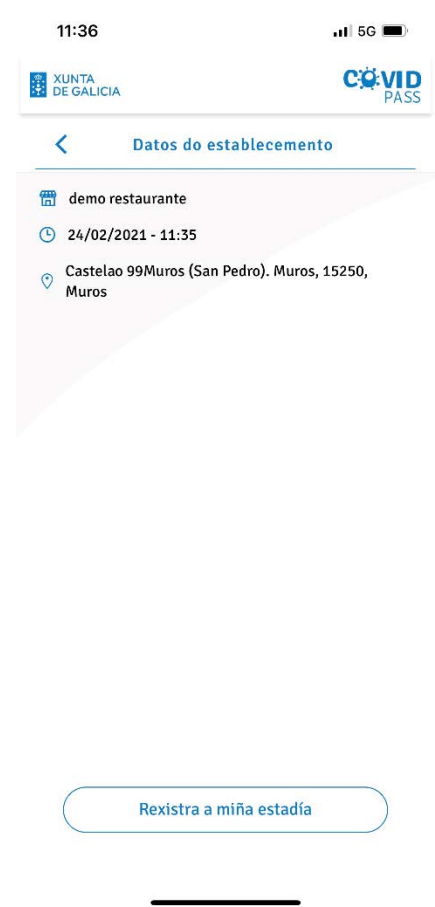 11:36
5G
XUNTA
DE GALICIA
COVID
PASS
Datos do establecemento
demo restaurante
24/02/2021 - 11:35
Castelao 99Muros (San Pedro). Muros, 15250,
Muros
Rexistra a miña estadía